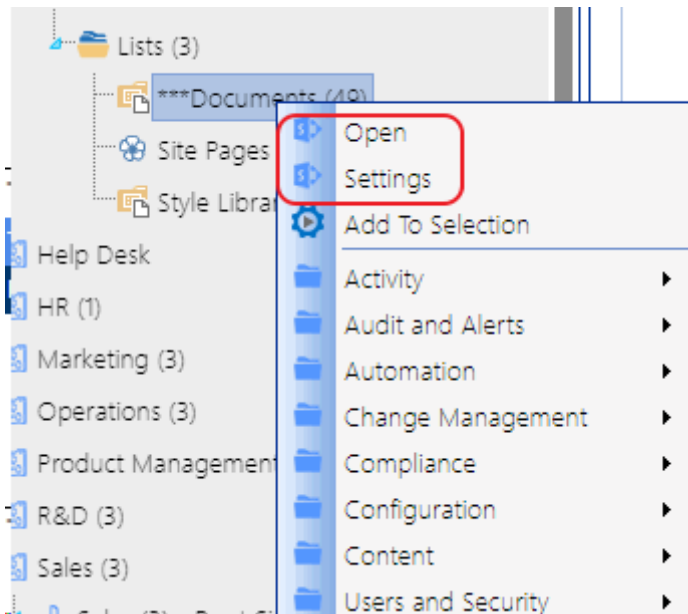 Lists (3)
***Documents (49)
Site Pages
Style Librar
Help Desk
HR (1)
Marketing (3)
Operations (3)
Product Management
R&D (3)
Sales (3)
Open
Settings
Add To Selection
Activity
Audit and Alerts
Automation
Change Management
Compliance
Configuration
Content
Users and Security